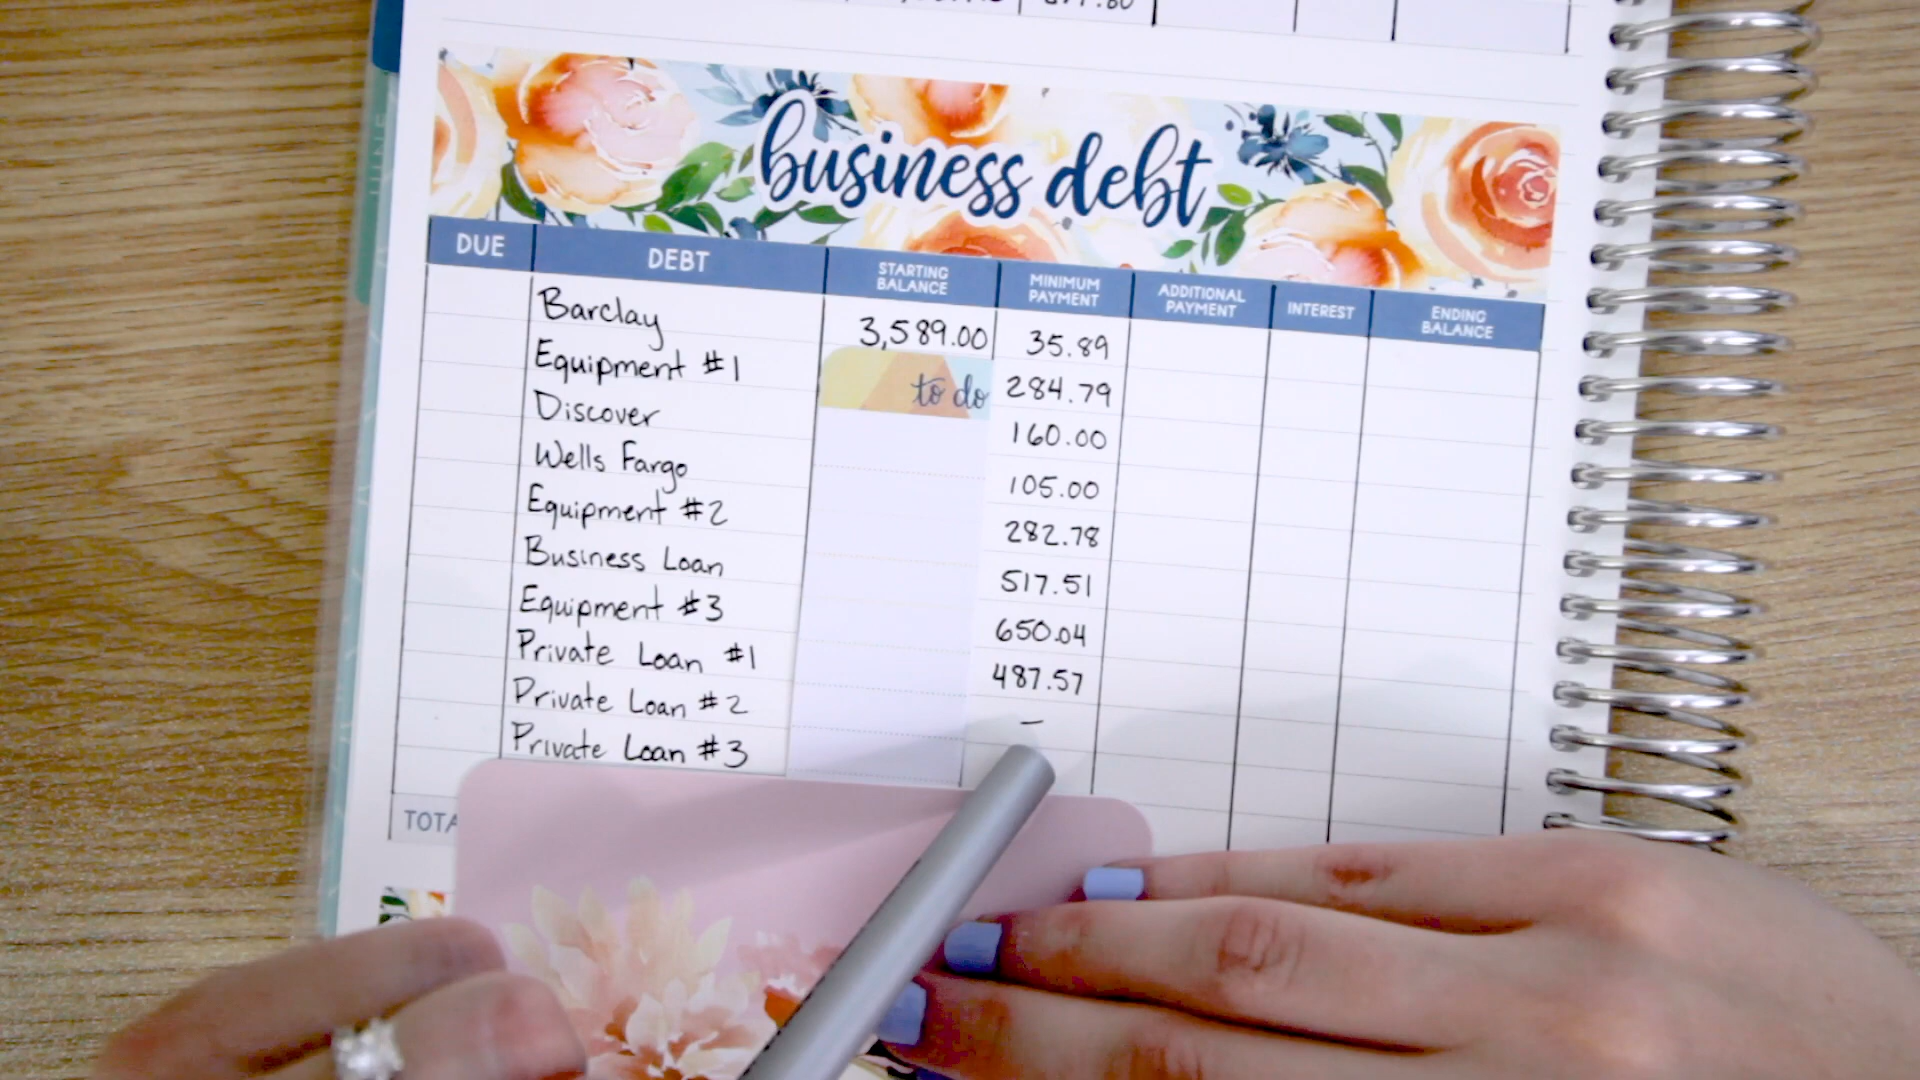 business debt
DUE DEBT STARTING BALANCE MINIMUM PAYMENT ADDITIONAL PAYMENT INTEREST ENDING BALANCE
Barclay 3,589.00 35.89
Equipment #1 to do 284.79
Discover 160.00
Wells Fargo 105.00
Equipment #2 282.78
Business Loan 517.51
Equipment #3 650.04
Private Loan #1 487.57
Private Loan #2 –
Private Loan #3